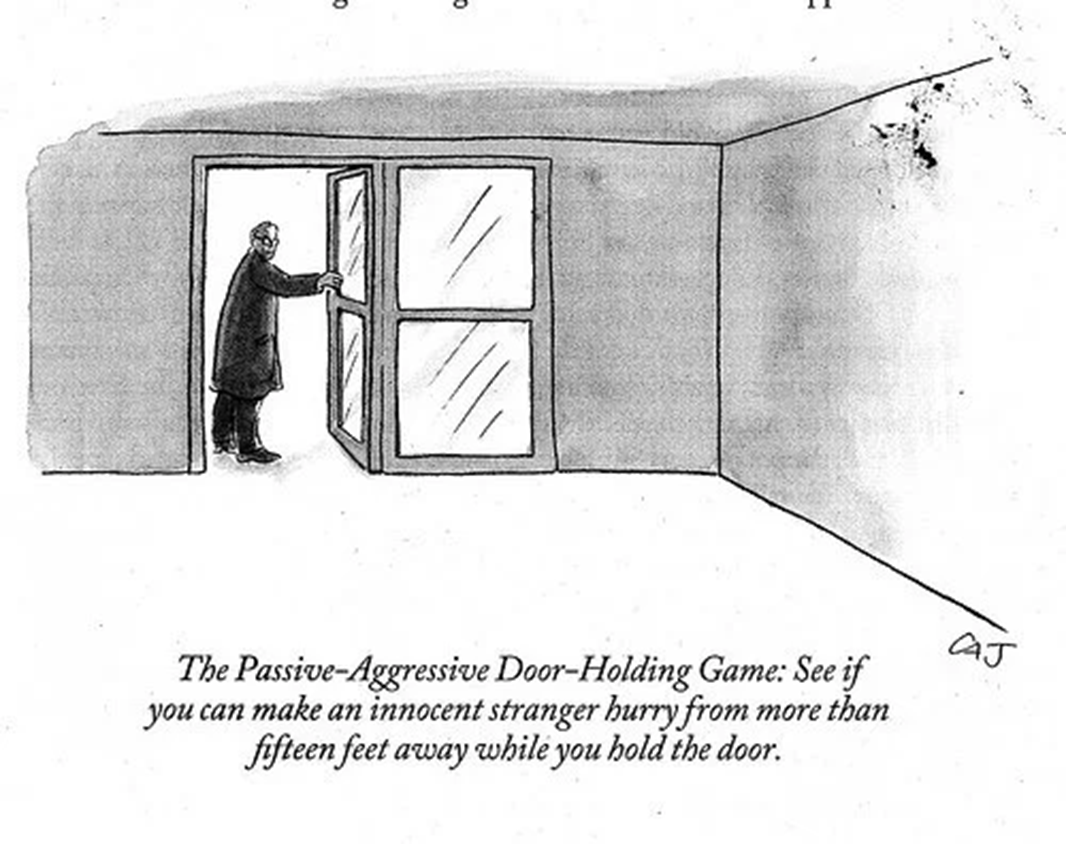 The Passive-Aggressive Door-Holding Game: See if
you can make an innocent stranger hurry from more than
fifteen feet away while you hold the door.
CAJ